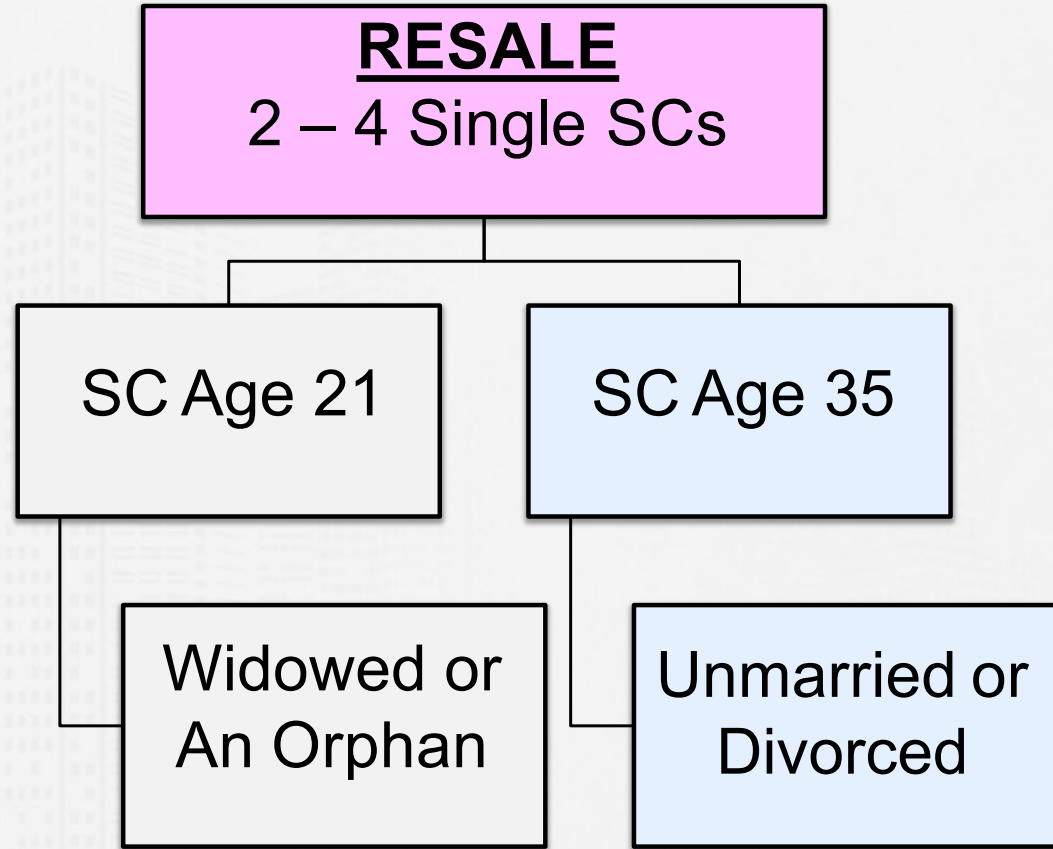 RESALE
2 – 4 Single SCs
SC Age 21
SC Age 35
Widowed or
An Orphan
Unmarried or
Divorced